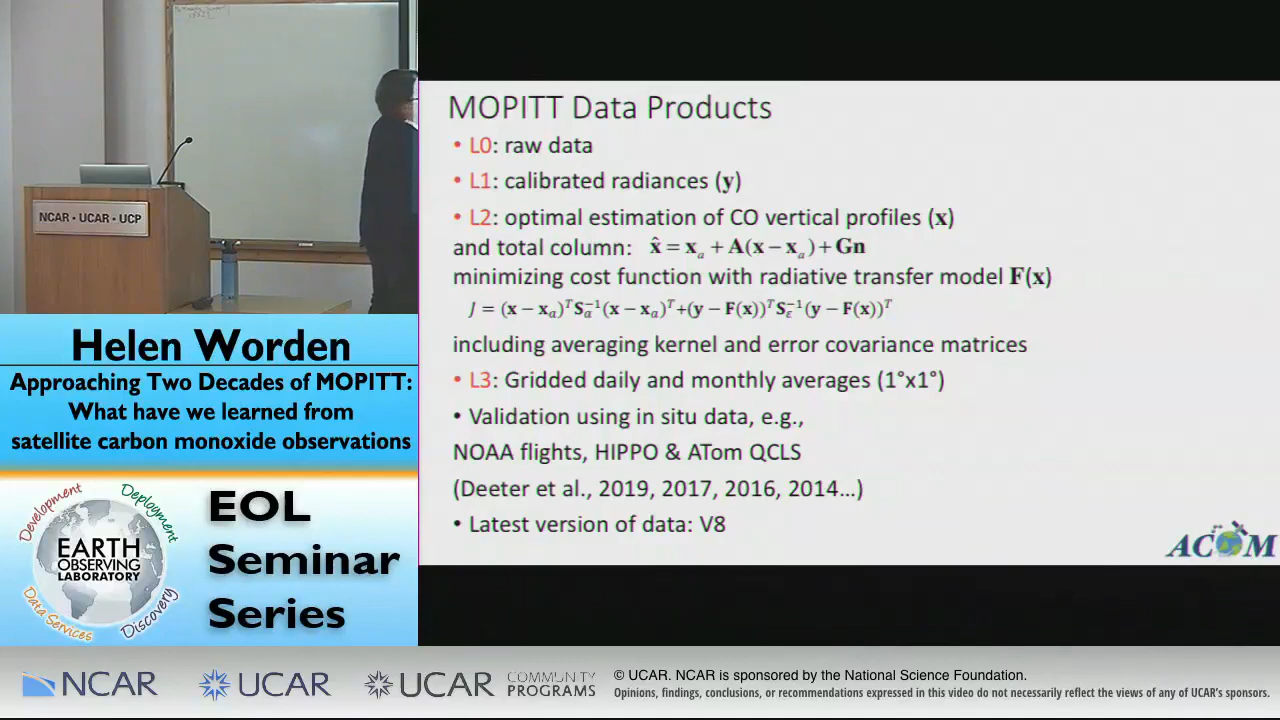 MOPITT Data Products
• L0: raw data
• L1: calibrated radiances (y)
• L2: optimal estimation of CO vertical profiles (x)
and total column: x̂ = xₐ + A(x − xₐ) + Gn
minimizing cost function with radiative transfer model F(x)
J = (x − xₐ)ᵀSₐ⁻¹(x − xₐ)ᵀ+(y − F(x))ᵀSε⁻¹(y − F(x))ᵀ
including averaging kernel and error covariance matrices
• L3: Gridded daily and monthly averages (1°x1°)
• Validation using in situ data, e.g.,
NOAA flights, HIPPO & ATom QCLS
(Deeter et al., 2019, 2017, 2016, 2014…)
• Latest version of data: V8
ACOM
NCAR • UCAR • UCP
Helen Worden
Approaching Two Decades of MOPITT:
What have we learned from
satellite carbon monoxide observations
Development
Deployment
EARTH
OBSERVING
LABORATORY
Data Services
Discovery
EOL
Seminar
Series
NCAR
UCAR
UCAR
COMMUNITY
PROGRAMS
© UCAR. NCAR is sponsored by the National Science Foundation.
Opinions, findings, conclusions, or recommendations expressed in this video do not necessarily reflect the views of any of UCAR's sponsors.